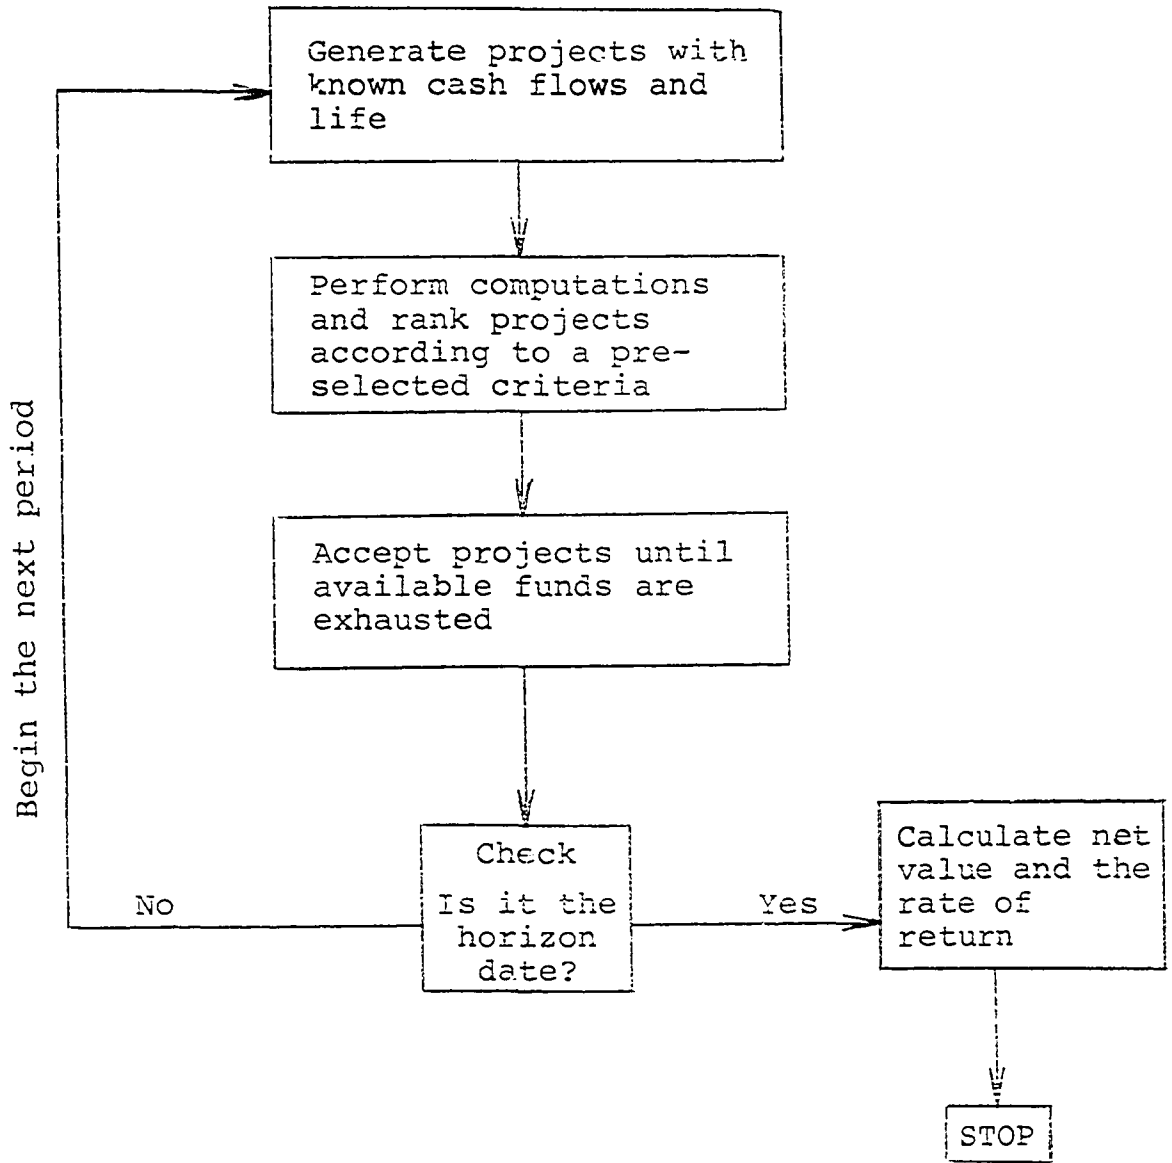 Generate projects with
known cash flows and
life
Perform computations
and rank projects
according to a pre-
selected criteria
Accept projects until
available funds are
exhausted
Begin the next period
Check
Is it the
horizon
date?
No
Yes
Calculate net
value and the
rate of
return
STOP